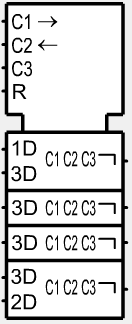 C1 →
C2 ←
C3
R
1D
C1 C2 C3 ¬
3D
3D C1 C2 C3 ¬
3D C1 C2 C3 ¬
3D
C1 C2 C3 ¬
2D